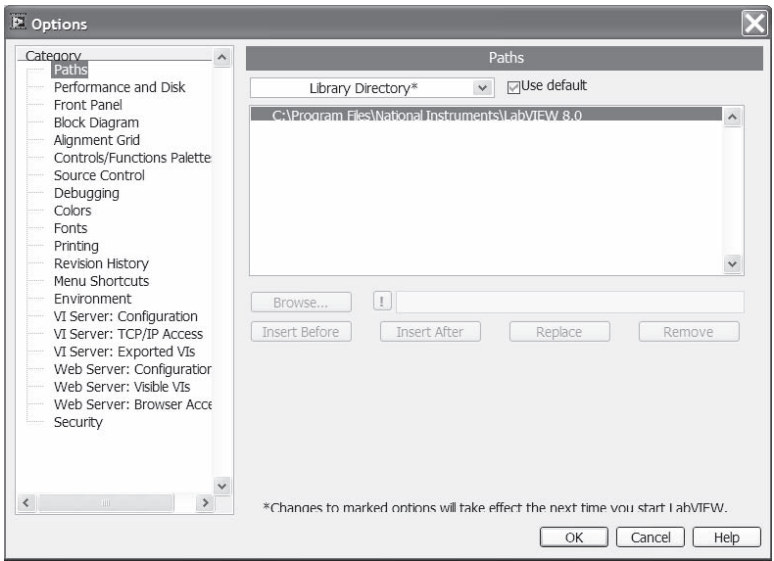 Options
Category
Paths
Performance and Disk
Front Panel
Block Diagram
Alignment Grid
Controls/Functions Palette
Source Control
Debugging
Colors
Fonts
Printing
Revision History
Menu Shortcuts
Environment
VI Server: Configuration
VI Server: TCP/IP Access
VI Server: Exported VIs
Web Server: Configuration
Web Server: Visible VIs
Web Server: Browser Acce
Security
Paths
Library Directory*
Use default
C:\Program Files\National Instruments\LabVIEW 8.0
Browse... !
Insert Before Insert After Replace Remove
*Changes to marked options will take effect the next time you start LabVIEW.
OK Cancel Help